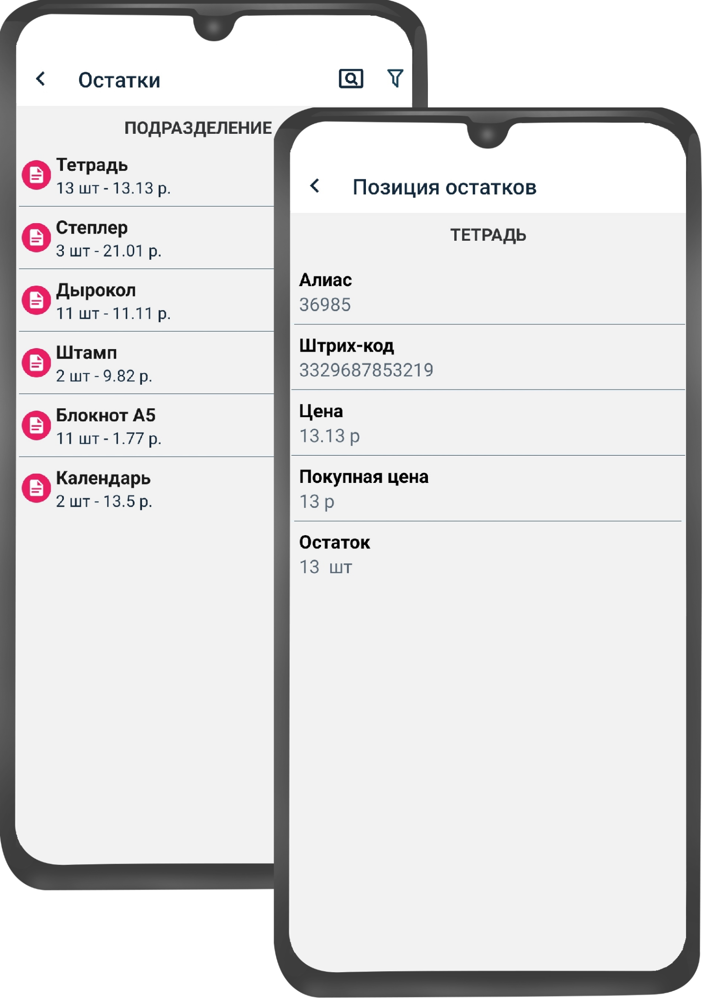 Остатки
ПОДРАЗДЕЛЕНИЕ
Тетрадь
13 шт - 13.13 р.
Степлер
3 шт - 21.01 р.
Дырокол
11 шт - 11.11 р.
Штамп
2 шт - 9.82 р.
Блокнот А5
11 шт - 1.77 р.
Календарь
2 шт - 13.5 р.
Позиция остатков
ТЕТРАДЬ
Алиас
36985
Штрих-код
3329687853219
Цена
13.13 р
Покупная цена
13 р
Остаток
13 шт